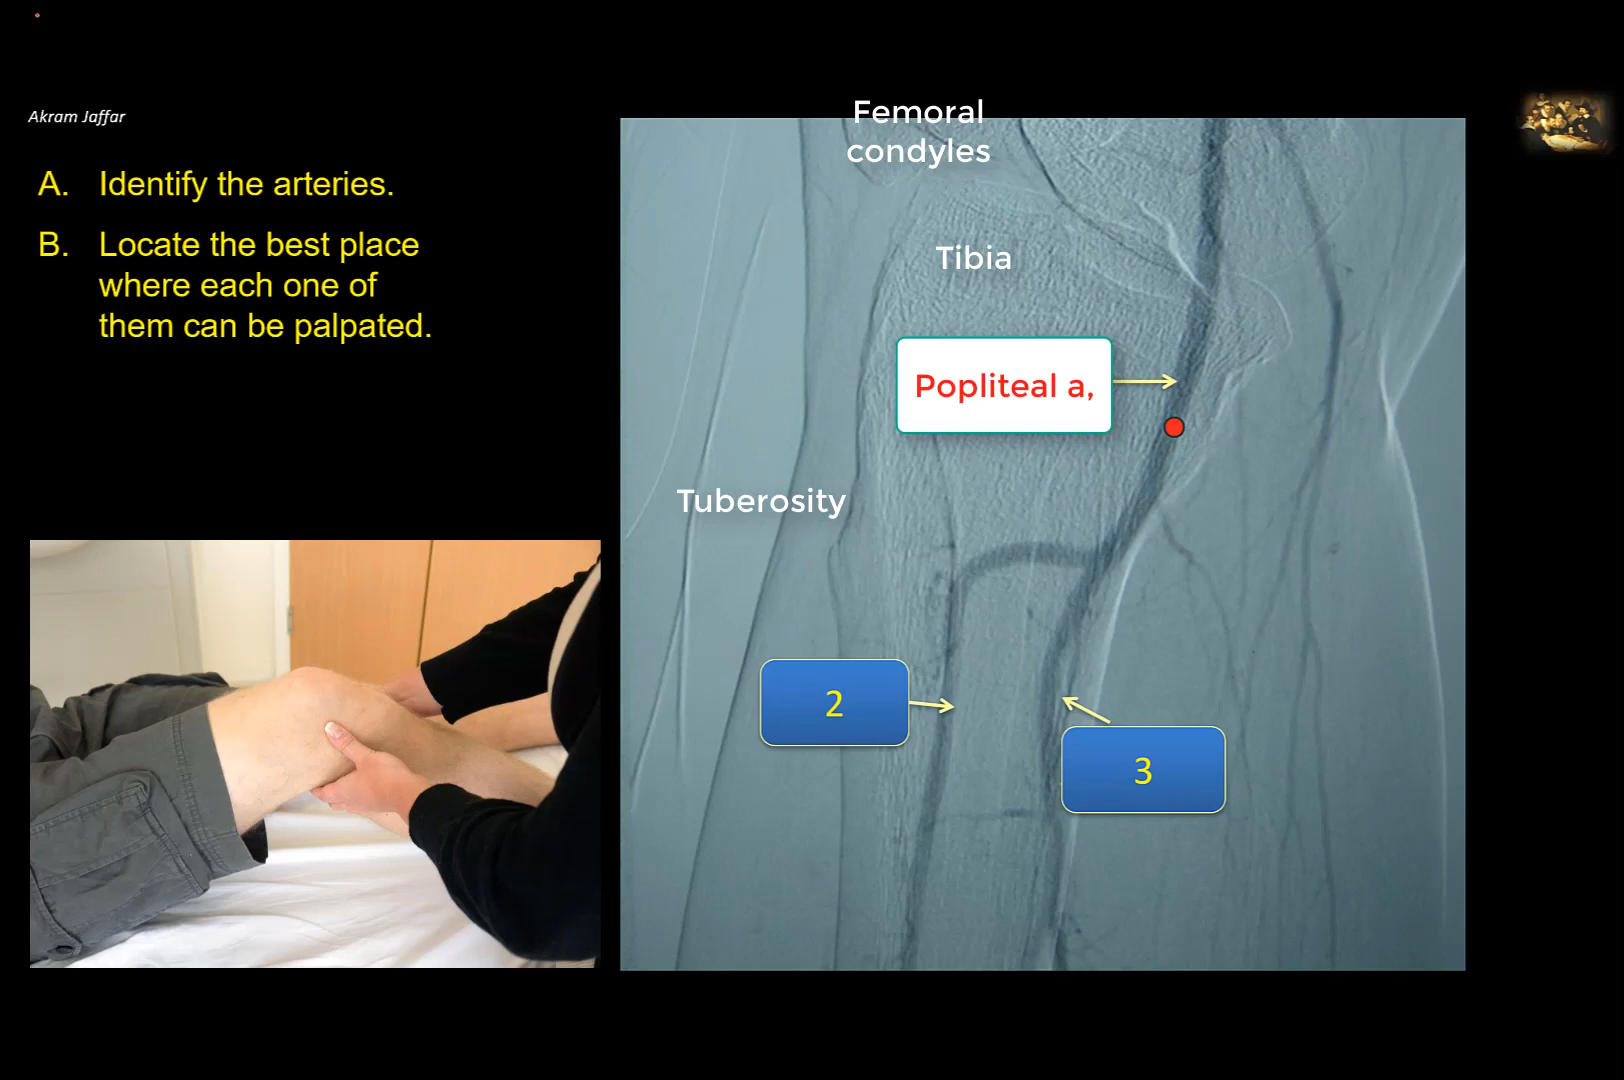 Akram Jaffar
A. Identify the arteries.
B. Locate the best place
where each one of
them can be palpated.
Femoral
condyles
Tibia
Popliteal a,
Tuberosity
2
3